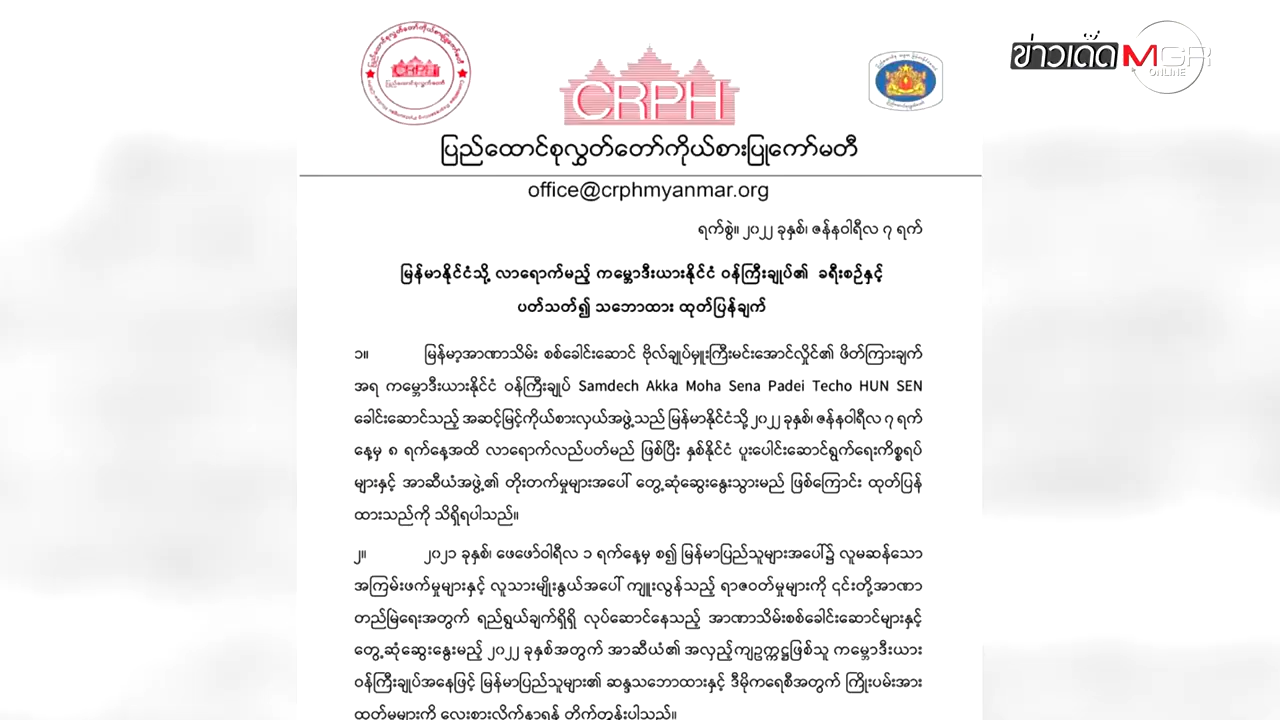 CRPH
ข่าวเด็ด MGR
ONLINE
ပြည်ထောင်စုလွှတ်တော်ကိုယ်စားပြုကော်မတီ
office@crphmyanmar.org
ရက်စွဲ။ ၂၀၂၂ ခုနှစ်၊ ဇန်နဝါရီလ ၇ ရက်
မြန်မာနိုင်ငံသို့ လာရောက်မည့် ကမ္ဘောဒီးယားနိုင်ငံ ဝန်ကြီးချုပ်၏ ခရီးစဉ်နှင့်
ပတ်သတ်၍ သဘောထား ထုတ်ပြန်ချက်
၁။ မြန်မာ့အာဏာသိမ်း စစ်ခေါင်းဆောင် ဗိုလ်ချုပ်မှူးကြီးမင်းအောင်လှိုင်၏ ဖိတ်ကြားချက်
အရ ကမ္ဘောဒီးယားနိုင်ငံ ဝန်ကြီးချုပ် Samdech Akka Moha Sena Padei Techo HUN SEN
ခေါင်းဆောင်သည့် အဆင့်မြင့်ကိုယ်စားလှယ်အဖွဲ့သည် မြန်မာနိုင်ငံသို့ ၂၀၂၂ ခုနှစ်၊ ဇန်နဝါရီလ ၇ ရက်
နေ့မှ ၈ ရက်နေ့အထိ လာရောက်လည်ပတ်မည် ဖြစ်ပြီး နှစ်နိုင်ငံ ပူးပေါင်းဆောင်ရွက်ရေးကိစ္စရပ်
များနှင့် အာဆီယံအဖွဲ့၏ တိုးတက်မှုများအပေါ် တွေ့ဆုံဆွေးနွေးသွားမည် ဖြစ်ကြောင်း ထုတ်ပြန်
ထားသည်ကို သိရှိရပါသည်။
၂။ ၂၀၂၁ ခုနှစ်၊ ဖေဖော်ဝါရီလ ၁ ရက်နေ့မှ စ၍ မြန်မာပြည်သူများအပေါ်၌ လူမဆန်သော
အကြမ်းဖက်မှုများနှင့် လူသားမျိုးနွယ်အပေါ် ကျူးလွန်သည့် ရာဇဝတ်မှုများကို ၎င်းတို့အာဏာ
တည်မြဲရေးအတွက် ရည်ရွယ်ချက်ရှိရှိ လုပ်ဆောင်နေသည့် အာဏာသိမ်းစစ်ခေါင်းဆောင်များနှင့်
တွေ့ဆုံဆွေးနွေးမည့် ၂၀၂၂ ခုနှစ်အတွက် အာဆီယံ၏ အလှည့်ကျဥက္ကဋ္ဌဖြစ်သူ ကမ္ဘောဒီးယား
ဝန်ကြီးချုပ်အနေဖြင့် မြန်မာပြည်သူများ၏ ဆန္ဒသဘောထားနှင့် ဒီမိုကရေစီအတွက် ကြိုးပမ်းအား
ထုတ်မှုများကို လေးစားလိုက်နာရန် တိုက်တွန်းပါသည်။